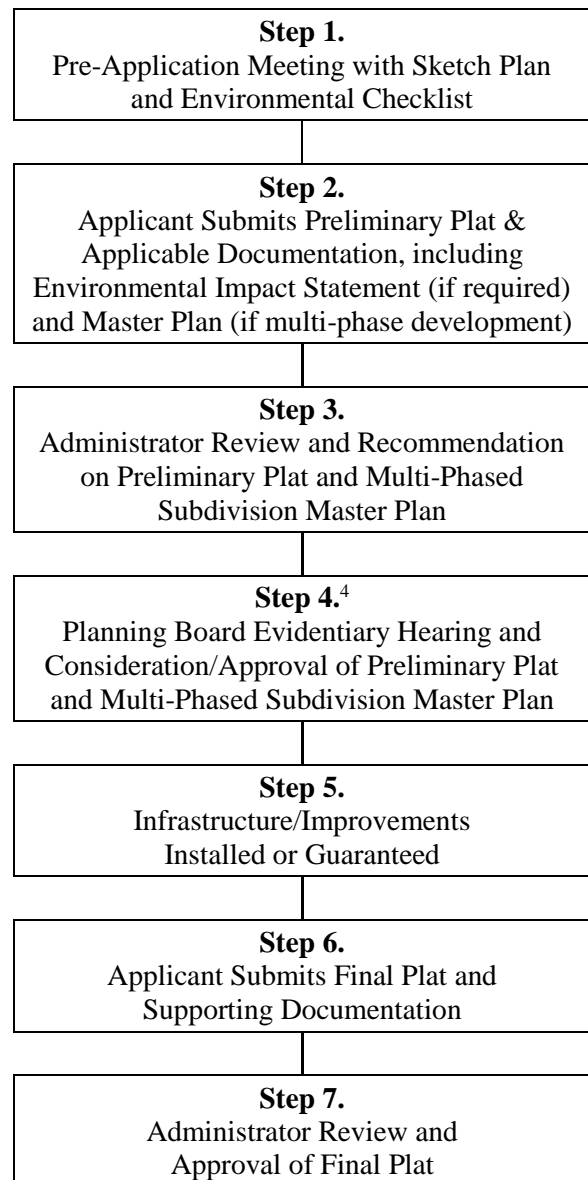 Step 1.
Pre-Application Meeting with Sketch Plan
and Environmental Checklist
Step 2.
Applicant Submits Preliminary Plat &
Applicable Documentation, including
Environmental Impact Statement (if required)
and Master Plan (if multi-phase development)
Step 3.
Administrator Review and Recommendation
on Preliminary Plat and Multi-Phased
Subdivision Master Plan
Step 4.⁴
Planning Board Evidentiary Hearing and
Consideration/Approval of Preliminary Plat
and Multi-Phased Subdivision Master Plan
Step 5.
Infrastructure/Improvements
Installed or Guaranteed
Step 6.
Applicant Submits Final Plat and
Supporting Documentation
Step 7.
Administrator Review and
Approval of Final Plat